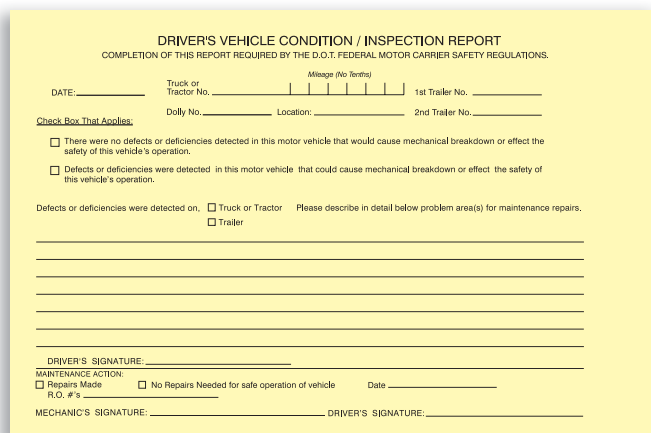 DRIVER'S VEHICLE CONDITION / INSPECTION REPORT
COMPLETION OF THIS REPORT REQUIRED BY THE D.O.T. FEDERAL MOTOR CARRIER SAFETY REGULATIONS.
Mileage (No Tenths)
DATE: Truck or Tractor No. 1st Trailer No.
Dolly No. Location: 2nd Trailer No.
Check Box That Applies:
There were no defects or deficiencies detected in this motor vehicle that would cause mechanical breakdown or effect the
safety of this vehicle's operation.
Defects or deficiencies were detected in this motor vehicle that could cause mechanical breakdown or effect the safety of
this vehicle's operation.
Defects or deficiencies were detected on, Truck or Tractor Please describe in detail below problem area(s) for maintenance repairs.
Trailer
DRIVER'S SIGNATURE:
MAINTENANCE ACTION:
Repairs Made No Repairs Needed for safe operation of vehicle Date
R.O. #'s
MECHANIC'S SIGNATURE: DRIVER'S SIGNATURE: